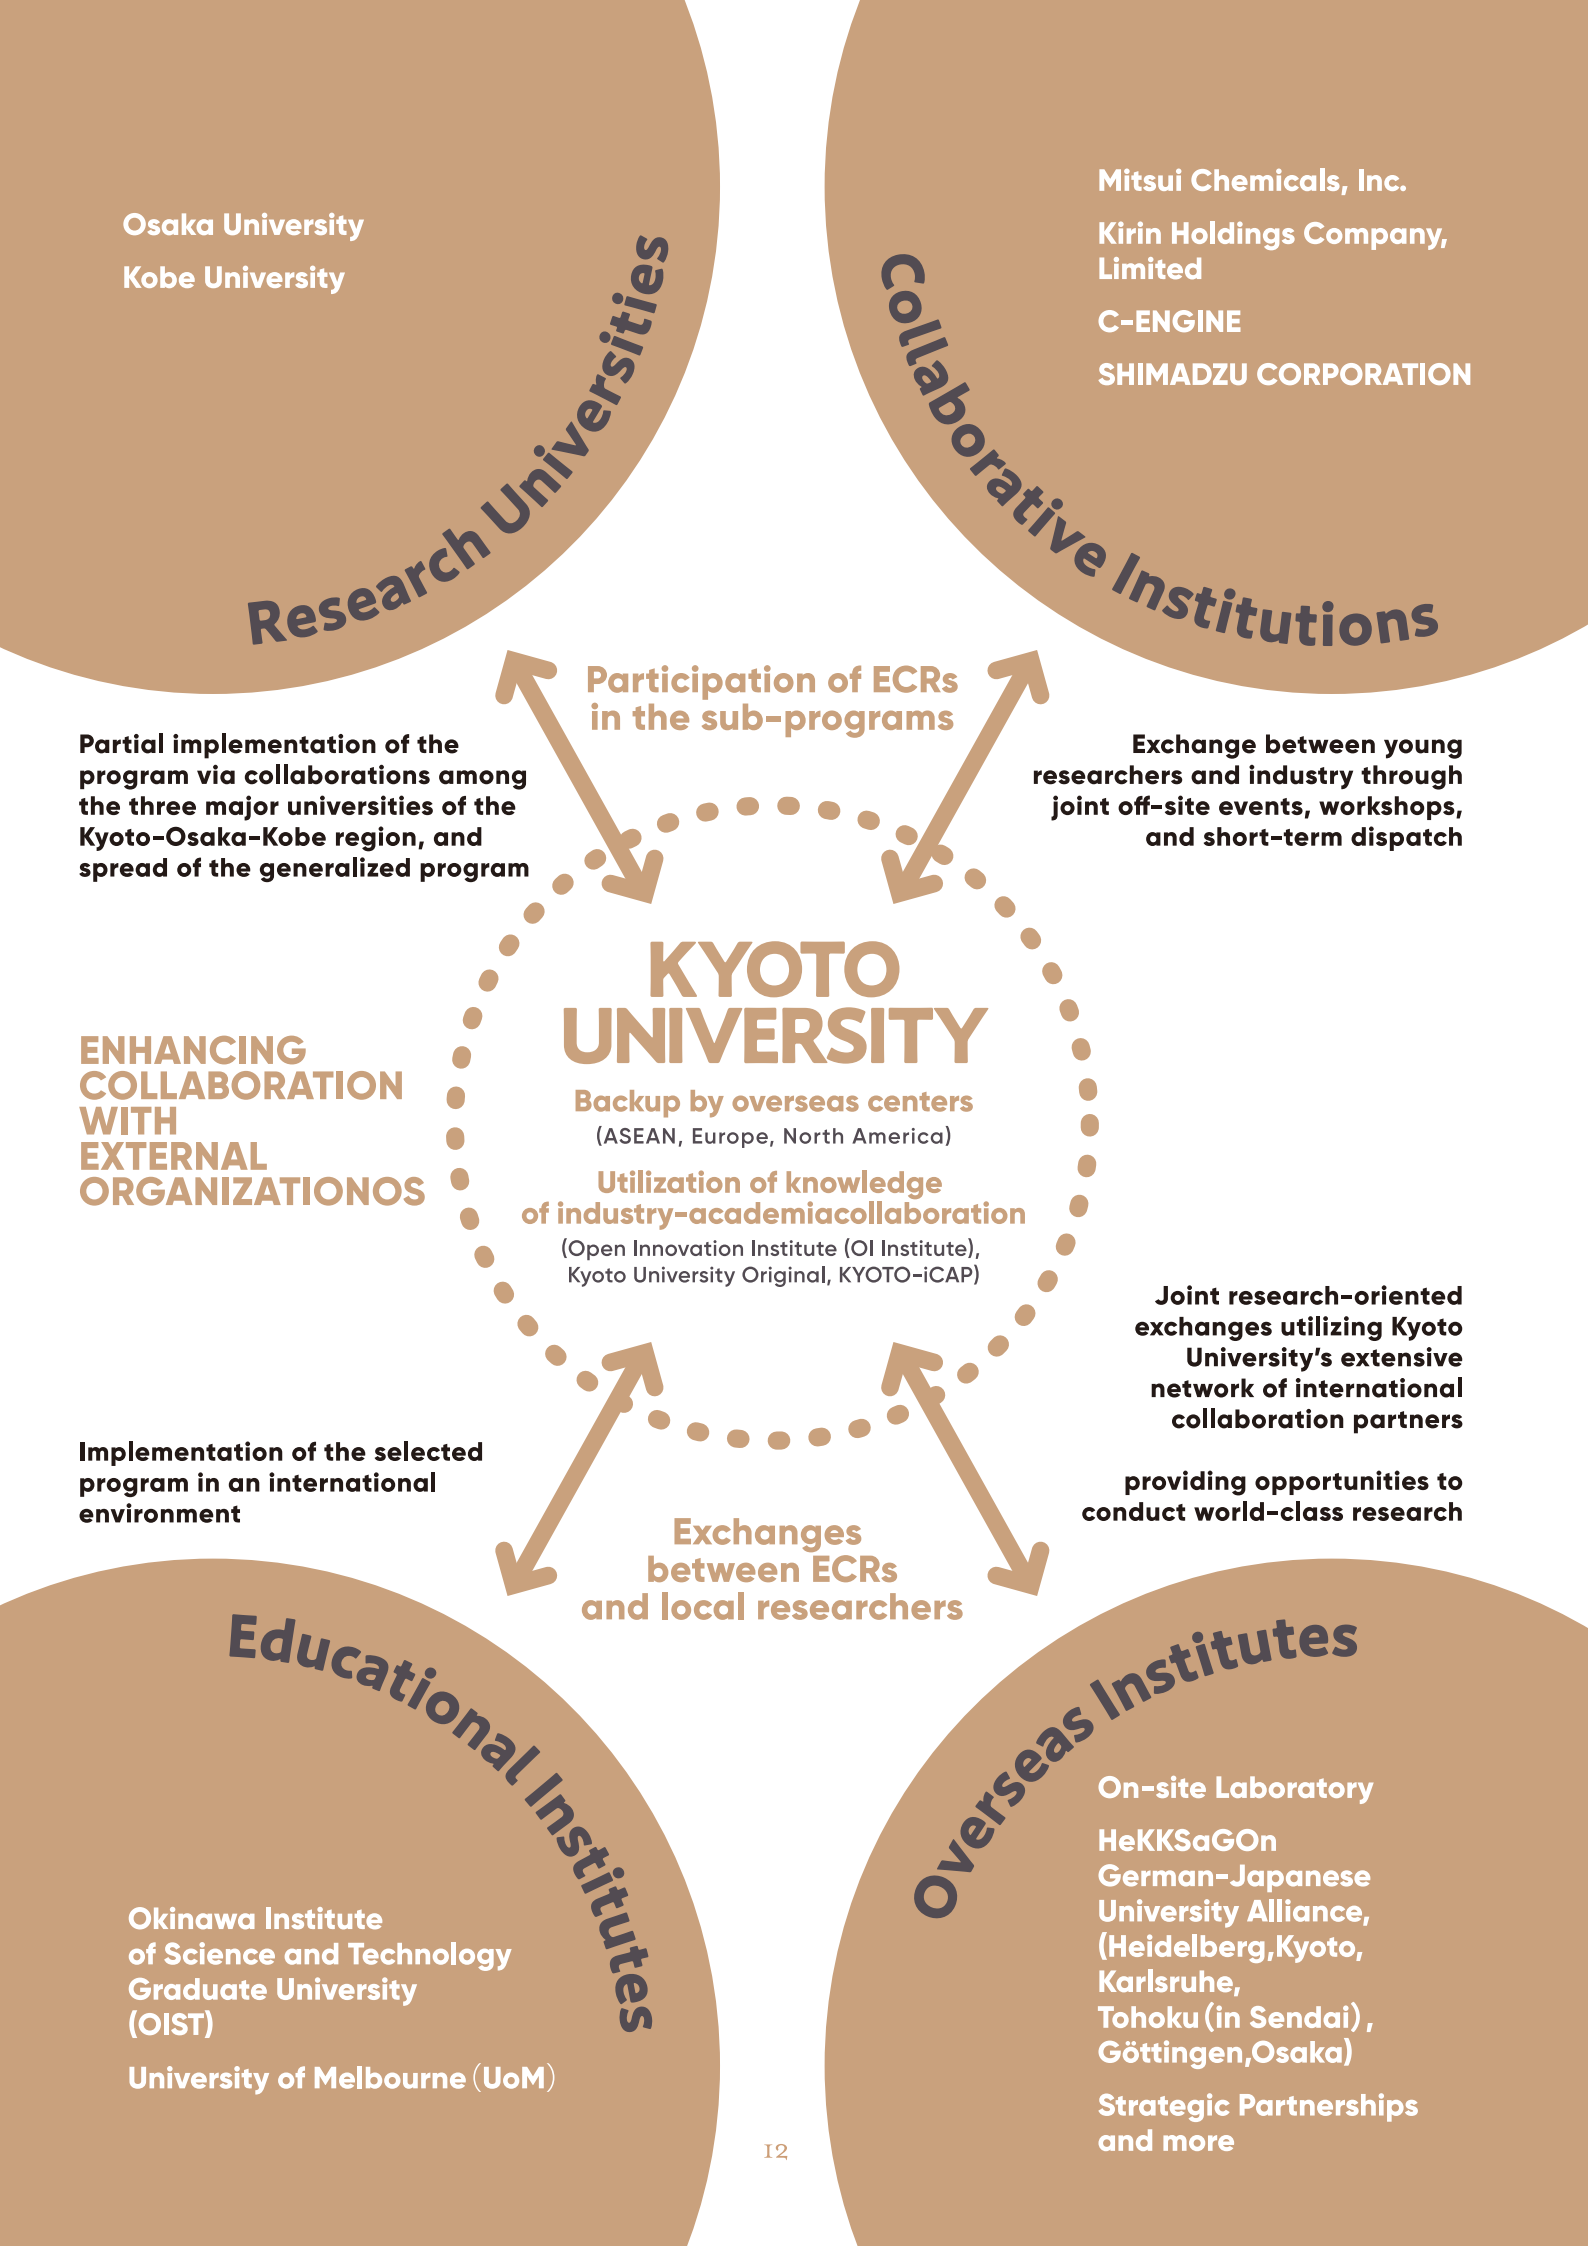 Osaka University
Kobe University
Research Universities
Mitsui Chemicals, Inc.
Kirin Holdings Company,
Limited
C-ENGINE
SHIMADZU CORPORATION
Collaborative Institutions
Participation of ECRs
in the sub-programs
Partial implementation of the
program via collaborations among
the three major universities of the
Kyoto-Osaka-Kobe region, and
spread of the generalized program
Exchange between young
researchers and industry through
joint off-site events, workshops,
and short-term dispatch
ENHANCING
COLLABORATION
WITH
EXTERNAL
ORGANIZATIONOS
KYOTO
UNIVERSITY
Backup by overseas centers
(ASEAN, Europe, North America)
Utilization of knowledge
of industry-academiacollaboration
(Open Innovation Institute (OI Institute),
Kyoto University Original, KYOTO-iCAP)
Joint research-oriented
exchanges utilizing Kyoto
University's extensive
network of international
collaboration partners
providing opportunities to
conduct world-class research
Implementation of the selected
program in an international
environment
Exchanges
between ECRs
and local researchers
Educational Institutes
Okinawa Institute
of Science and Technology
Graduate University
(OIST)
University of Melbourne（UoM）
Overseas Institutes
On-site Laboratory
HeKKSaGOn
German-Japanese
University Alliance,
(Heidelberg,Kyoto,
Karlsruhe,
Tohoku（in Sendai）,
Göttingen,Osaka)
Strategic Partnerships
and more
12